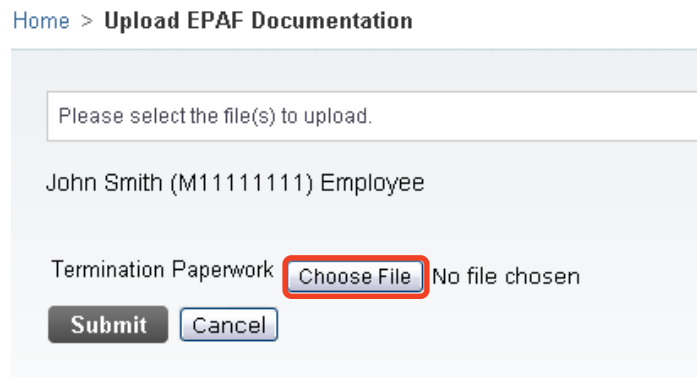 Home > Upload EPAF Documentation
Please select the file(s) to upload.
John Smith (M11111111) Employee
Termination Paperwork Choose File No file chosen
Submit Cancel